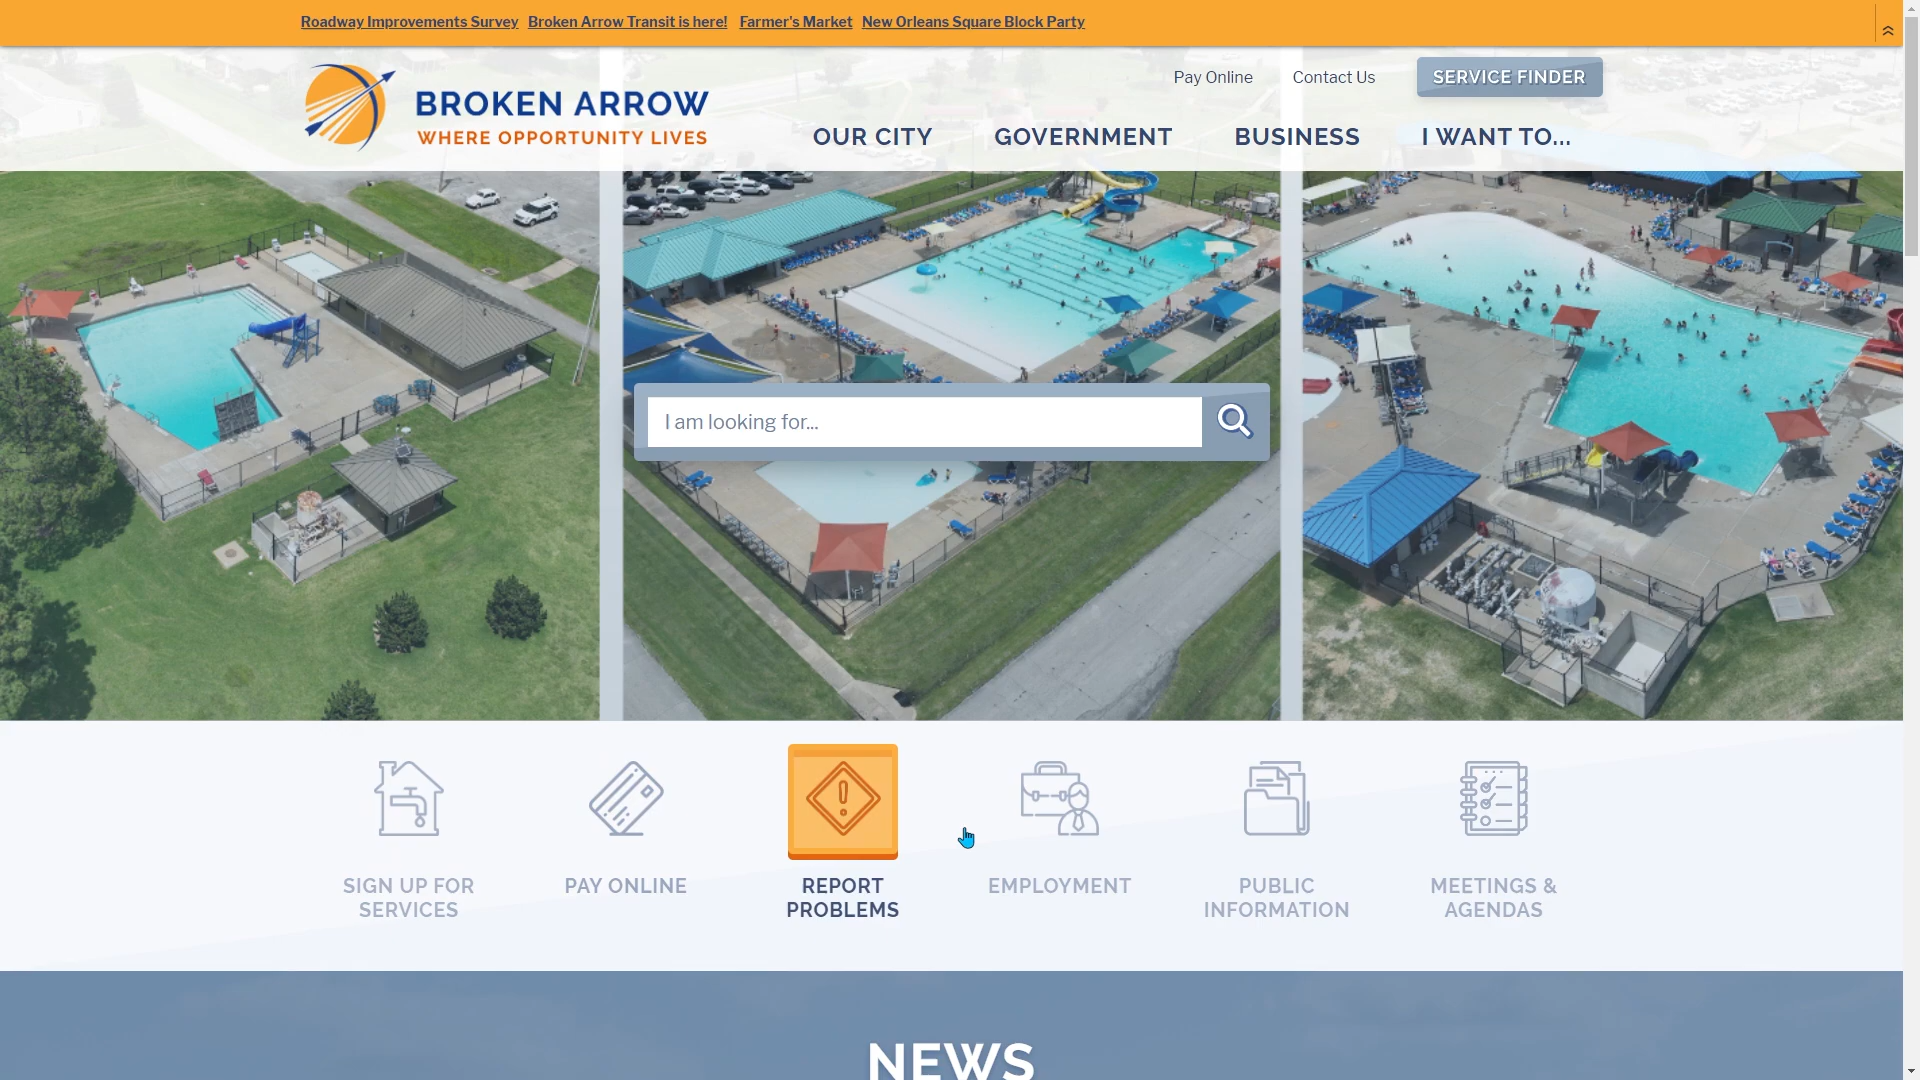 Roadway Improvements Survey Broken Arrow Transit is here! Farmer's Market New Orleans Square Block Party
Pay Online Contact Us SERVICE FINDER
BROKEN ARROW
WHERE OPPORTUNITY LIVES
OUR CITY GOVERNMENT BUSINESS I WANT TO...
I am looking for...
SIGN UP FOR
SERVICES
PAY ONLINE
REPORT
PROBLEMS
EMPLOYMENT
PUBLIC
INFORMATION
MEETINGS &
AGENDAS
NEWS